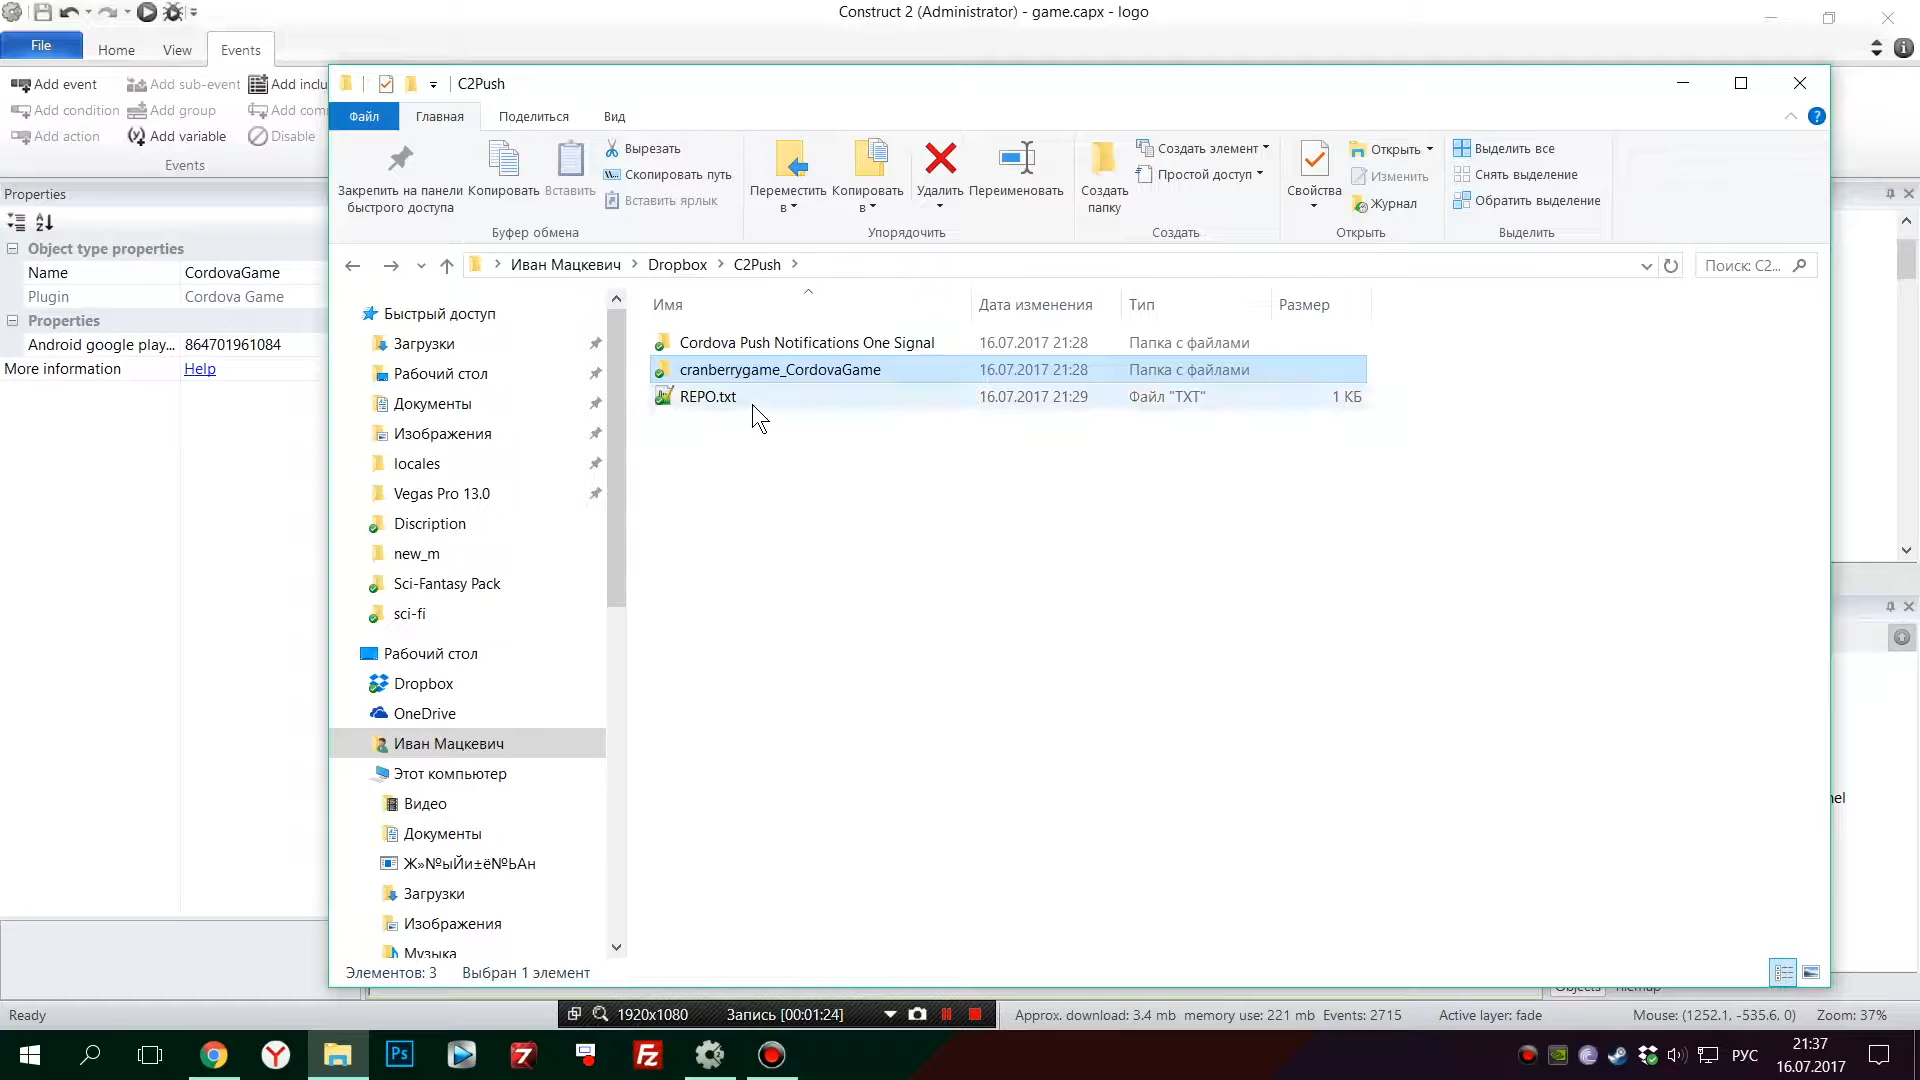 Construct 2 (Administrator) - game.capx - logo
File
Home
View
Events
Add event
Add sub-event
Add inclu
Add condition
Add group
Add com
Add action
Add variable
Disable
Events
Properties
Object type properties
Name
CordovaGame
Plugin
Cordova Game
Properties
Android google play...
864701961084
More information
Help
C2Push
Файл
Главная
Поделиться
Вид
Закрепить на панели
быстрого доступа
Копировать
Вставить
Вырезать
Скопировать путь
Вставить ярлык
Буфер обмена
Переместить
в
Копировать
в
Удалить
Переименовать
Упорядочить
Создать
папку
Создать элемент
Простой доступ
Создать
Свойства
Открыть
Изменить
Журнал
Открыть
Выделить все
Снять выделение
Обратить выделение
Выделить
Иван Мацкевич
Dropbox
C2Push
Поиск: C2...
Быстрый доступ
Загрузки
Рабочий стол
Документы
Изображения
locales
Vegas Pro 13.0
Discription
new_m
Sci-Fantasy Pack
sci-fi
Рабочий стол
Dropbox
OneDrive
Иван Мацкевич
Этот компьютер
Видео
Документы
Ж»№ыЙи±ё№ЬАн
Загрузки
Изображения
Музыка
Имя
Дата изменения
Тип
Размер
Cordova Push Notifications One Signal
16.07.2017 21:28
Папка с файлами
cranberrygame_CordovaGame
16.07.2017 21:28
Папка с файлами
REPO.txt
16.07.2017 21:29
Файл "TXT"
1 КБ
Элементов: 3
Выбран 1 элемент
Ready
1920x1080
Запись [00:01:24]
Approx. download: 3.4 mb
memory use: 221 mb
Events: 2715
Active layer: fade
Mouse: (1252.1, -535.6, 0)
Zoom: 37%
РУС
21:37
16.07.2017